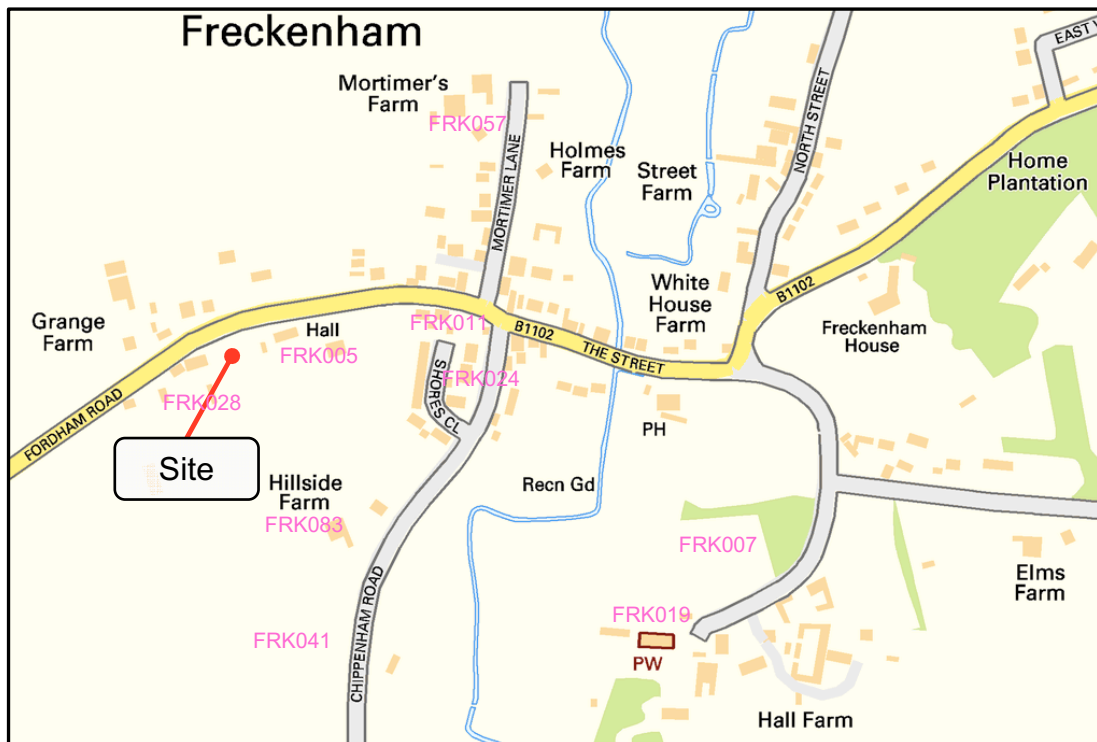 Freckenham
Mortimer's
Farm
FRK057
MORTIMER LANE
Holmes
Farm
Street
Farm
NORTH STREET
EAST
Home
Plantation
White
House
Farm
B1102
Freckenham
House
Grange
Farm
Hall
FRK005
FRK011
B1102
THE STREET
SHORES CL
FRK024
FRK028
FORDHAM ROAD
Site
PH
Hillside
Farm
FRK083
Recn Gd
FRK007
Elms
Farm
FRK019
PW
FRK041
CHIPPENHAM ROAD
Hall Farm